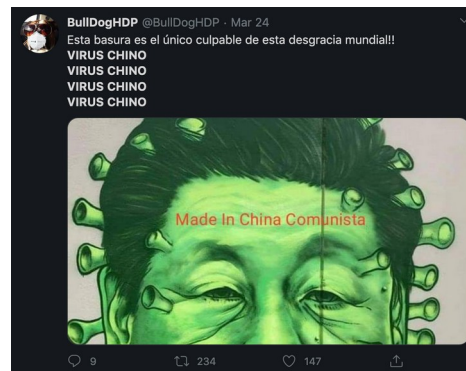 BullDogHDP @BullDogHDP · Mar 24
Esta basura es el único culpable de esta desgracia mundial!!
VIRUS CHINO
VIRUS CHINO
VIRUS CHINO
VIRUS CHINO
Made In China Comunista
9 234 147